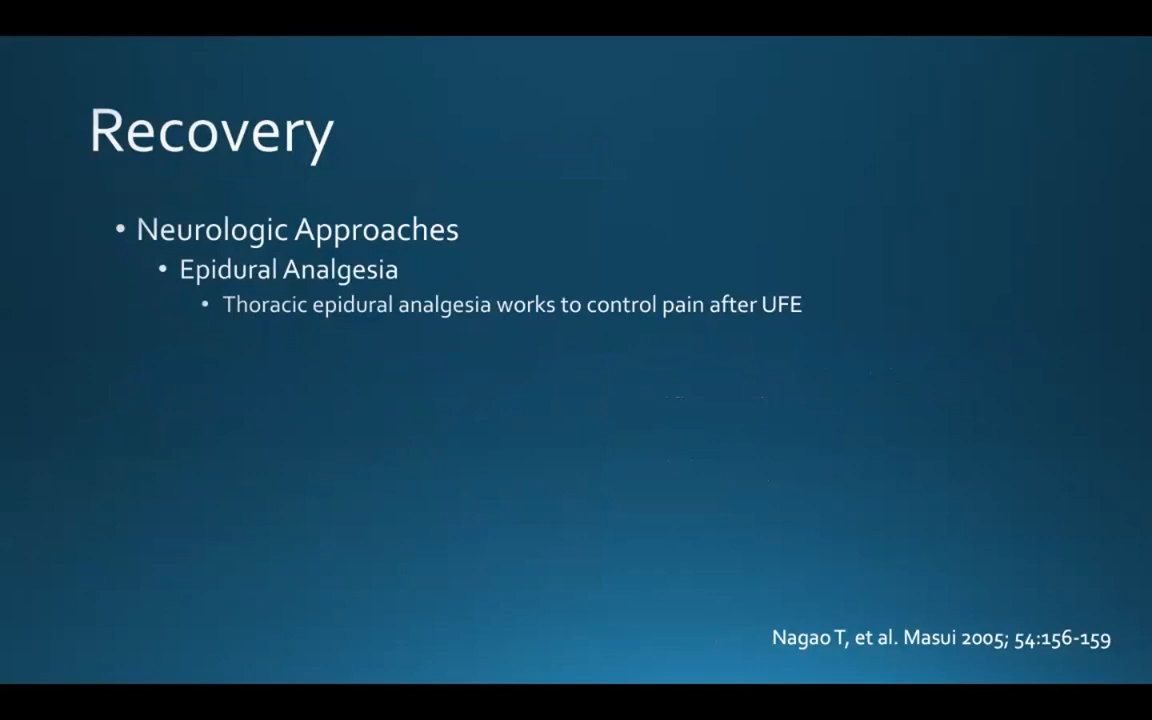 Recovery
• Neurologic Approaches
• Epidural Analgesia
• Thoracic epidural analgesia works to control pain after UFE
Nagao T, et al. Masui 2005; 54:156-159